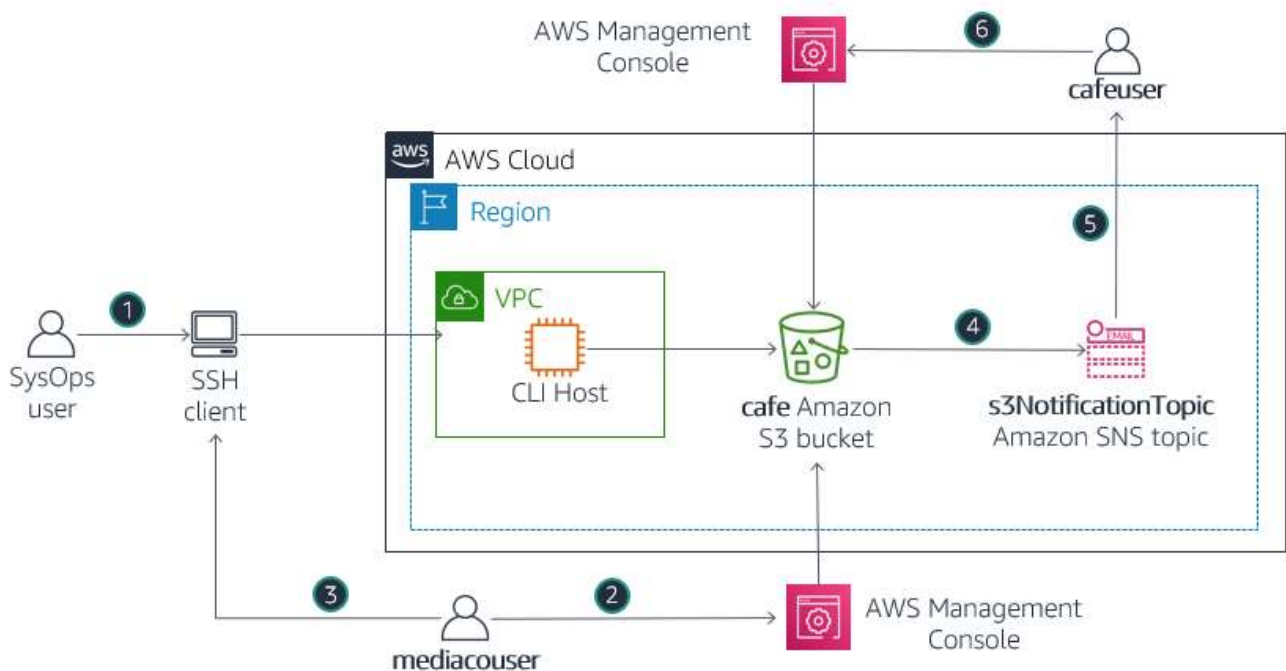 AWS Management
Console
6
cafeuser
aws
AWS Cloud
Region
5
VPC
1
4
EMAIL
SysOps
user
SSH
client
CLI Host
cafe Amazon
S3 bucket
s3NotificationTopic
Amazon SNS topic
3
2
mediacouser
AWS Management
Console